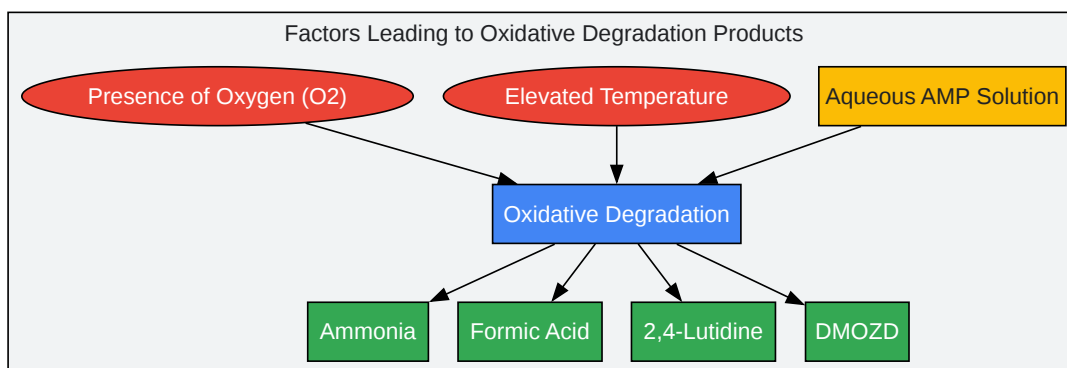 Factors Leading to Oxidative Degradation Products
Presence of Oxygen (O2)
Elevated Temperature
Aqueous AMP Solution
Oxidative Degradation
Ammonia
Formic Acid
2,4-Lutidine
DMOZD